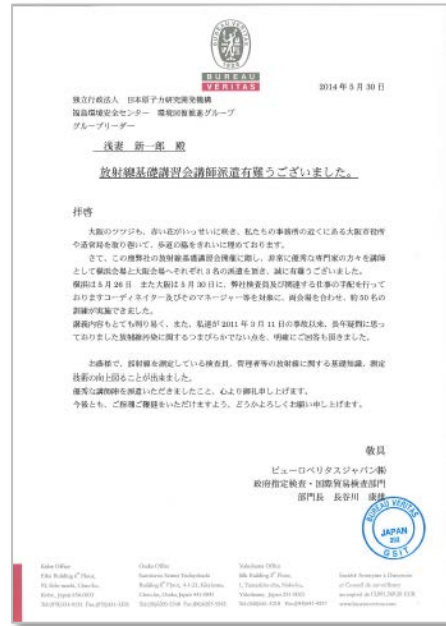 BUREAU
VERITAS
2014年5月30日
独立行政法人 日本原子力研究開発機構
福島環境安全センター 環境回復推進グループ
グループリーダー
浅妻 新一郎 殿
放射線基礎講習会講師派遣有難うございました。
拝啓
大阪のツツジも、赤い花がいっせいに咲き、私たちの事務所の近くにある大阪市役所
や造幣局を取り巻いて、歩道の脇をきれいに埋めております。
さて、この度弊社の放射線基礎講習会開催に際し、非常に優秀な専門家の方々を講師
として横浜会場と大阪会場へそれぞれ3名の派遣を頂き、誠に有難うございました。
横浜は5月26日 また大阪は5月30日に、弊社検査員及び関連する仕事の手配を行って
おりますコーディネイター及びそのマネージャー等を対象に、両会場を合わせ、約50名の
訓練が実施できました。
講義内容もとても判り易く、また、私達が2011年3月11日の事故以来、長年疑問に思っ
ておりました放射線汚染に関するつまびらかでない点を、明確にご回答も頂きました。
お蔭様で、放射線を測定している検査員、管理者等の放射線に関する基礎知識、測定
技術の向上図ることが出来ました。
優秀な講師陣を派遣いただきましたこと、心より御礼申し上げます。
今後とも、ご指導ご鞭撻をいただけますよう、どうかよろしくお願い申し上げます。
敬具
ビューローベリタスジャパン㈱
政府指定検査・国際貿易検査部門
部門長 長谷川
BUREAU VERITAS
JAPAN
GSIT
Kobe Office
Osaka Office
Yokohama Office